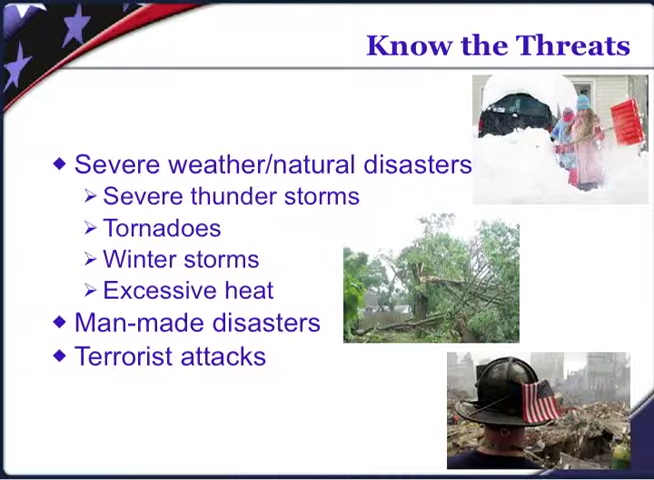 Know the Threats
Severe weather/natural disasters
Severe thunder storms
Tornadoes
Winter storms
Excessive heat
Man-made disasters
Terrorist attacks